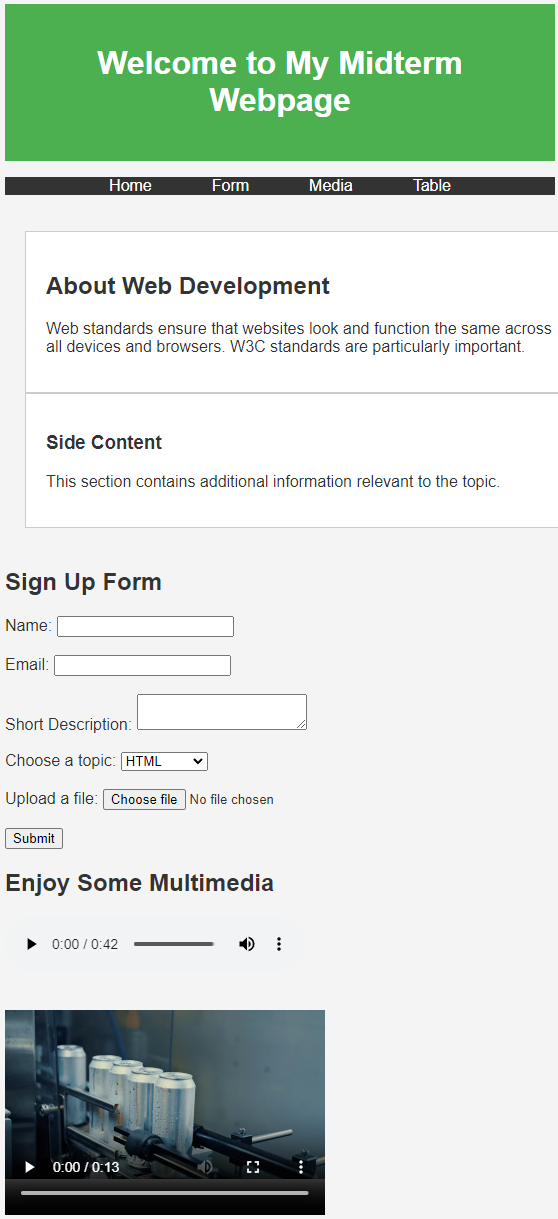 Welcome to My Midterm
Webpage
Home Form Media Table
About Web Development
Web standards ensure that websites look and function the same across
all devices and browsers. W3C standards are particularly important.
Side Content
This section contains additional information relevant to the topic.
Sign Up Form
Name:
Email:
Short Description:
Choose a topic: HTML
Upload a file: Choose file No file chosen
Submit
Enjoy Some Multimedia
0:00 / 0:42
0:00 / 0:13